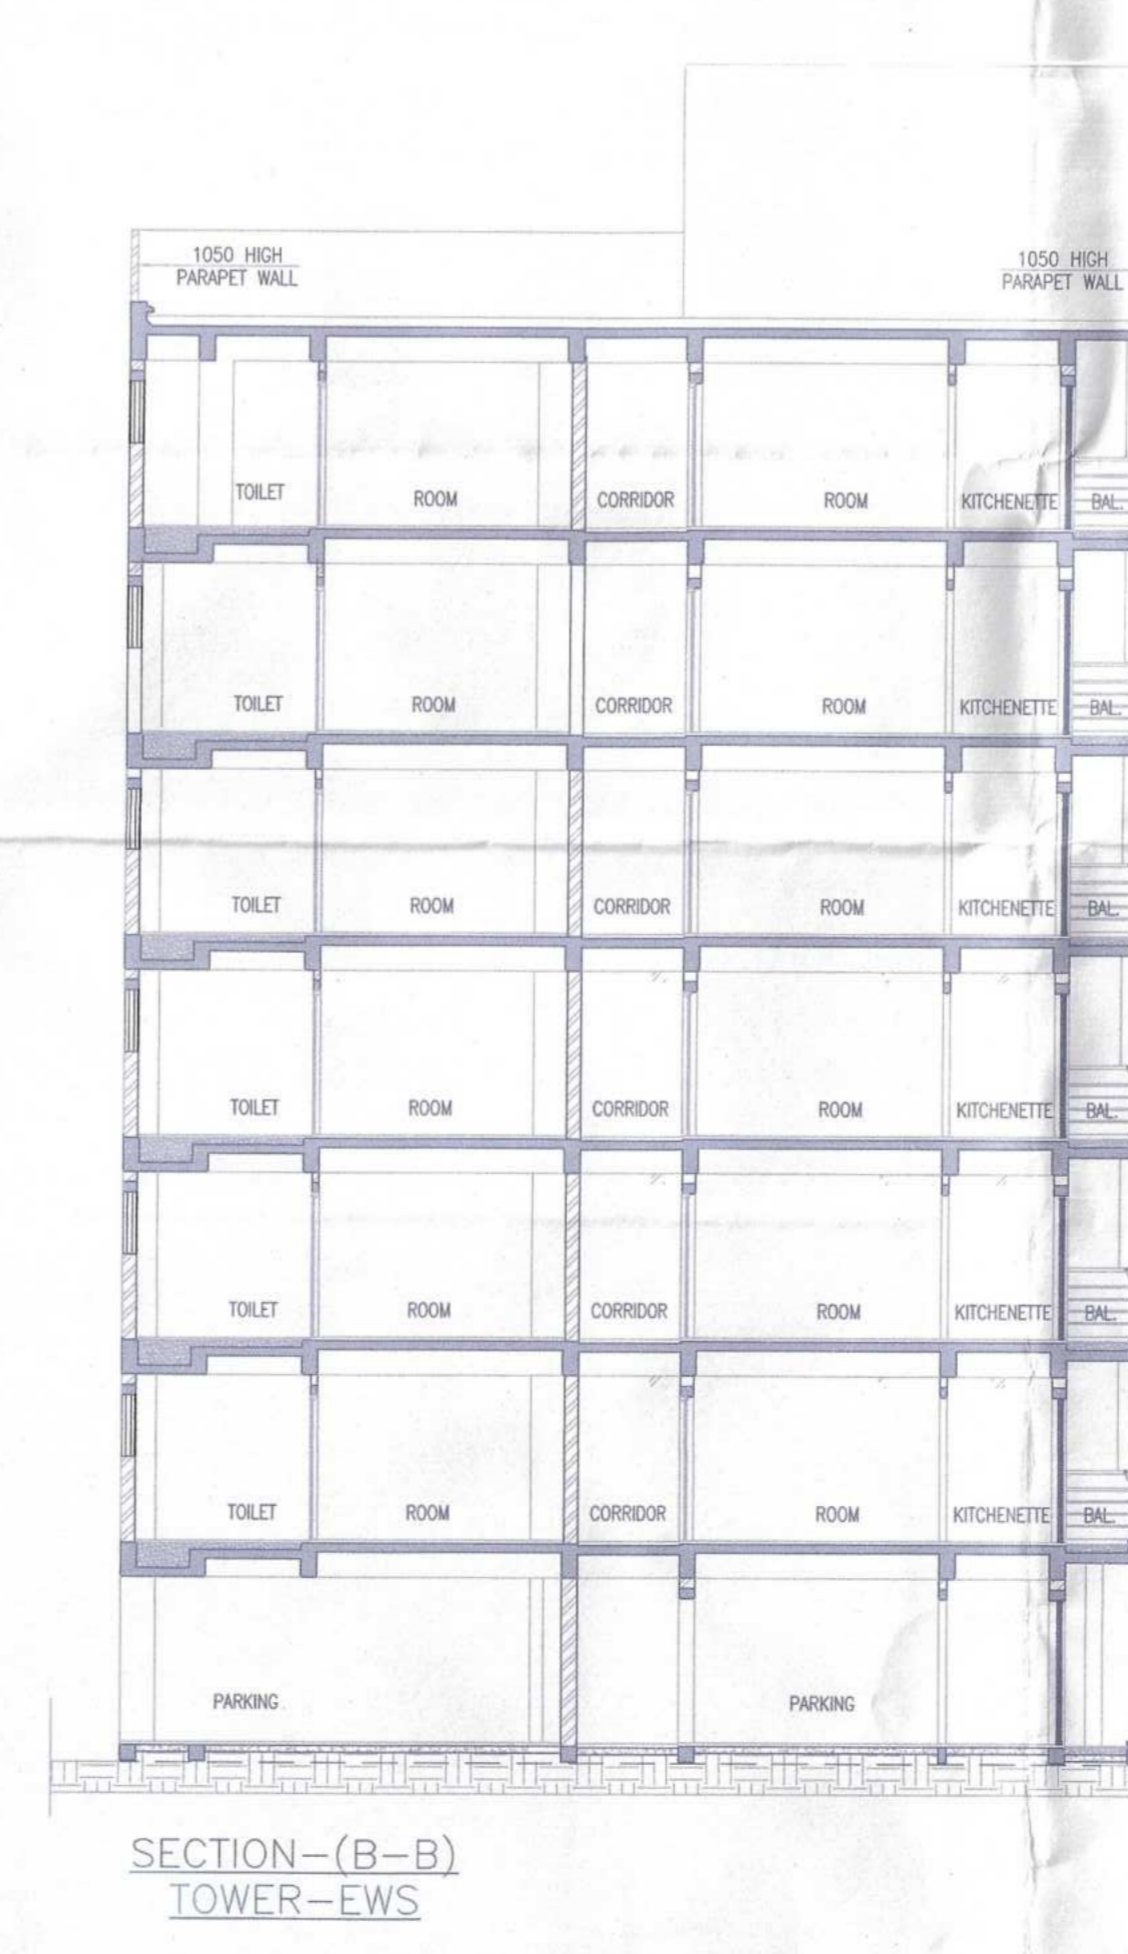 1050 HIGH
PARAPET WALL
1050 HIGH
PARAPET WALL
TOILET ROOM CORRIDOR ROOM KITCHENETTE BAL.
TOILET ROOM CORRIDOR ROOM KITCHENETTE BAL.
TOILET ROOM CORRIDOR ROOM KITCHENETTE BAL.
TOILET ROOM CORRIDOR ROOM KITCHENETTE BAL.
TOILET ROOM CORRIDOR ROOM KITCHENETTE BAL.
TOILET ROOM CORRIDOR ROOM KITCHENETTE BAL.
PARKING PARKING
SECTION-(B-B)
TOWER-EWS